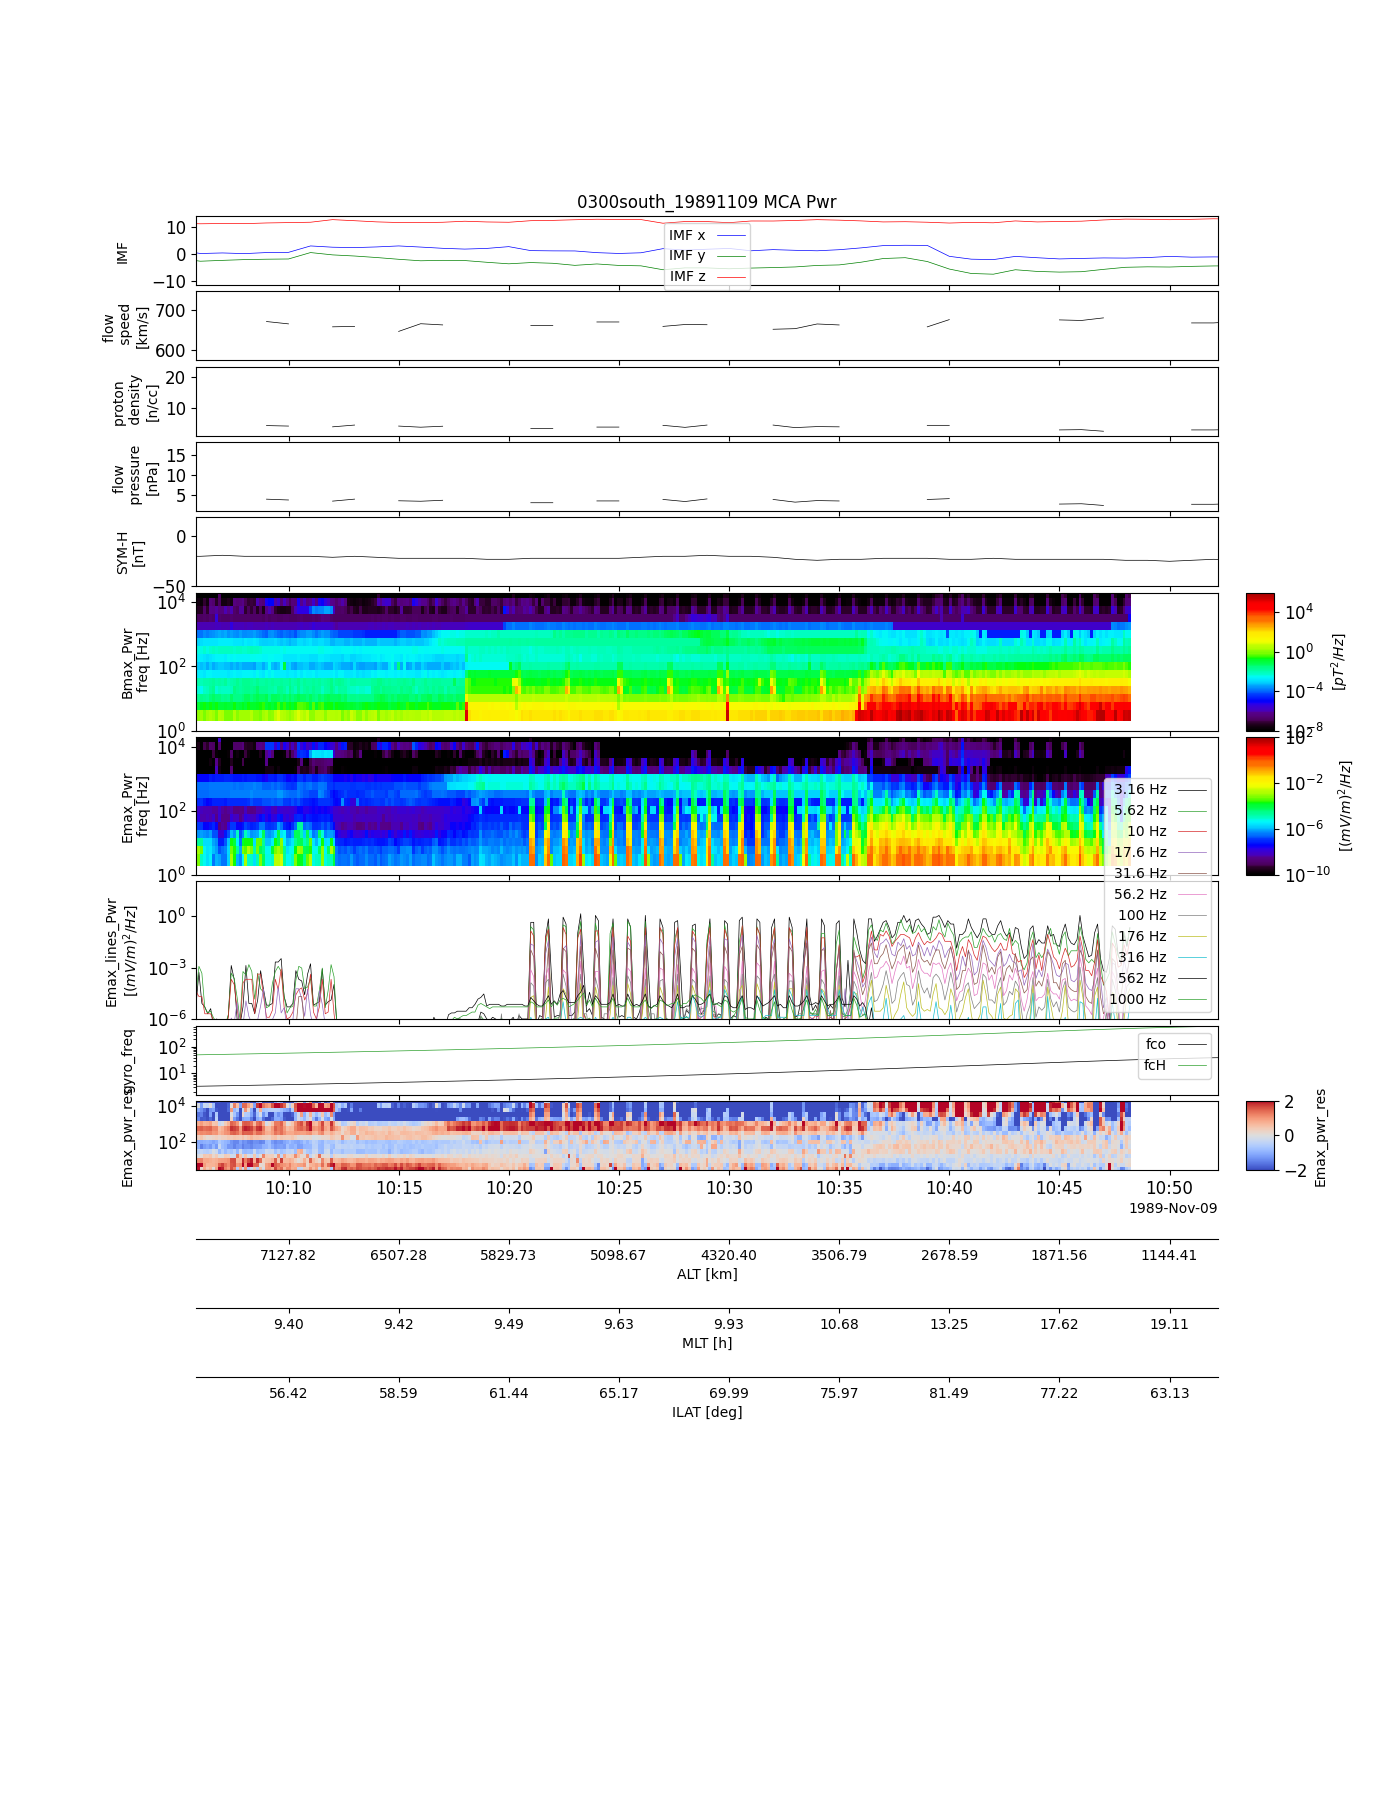 0300south_19891109 MCA Pwr
10
0
−10
IMF
IMF x
IMF y
IMF z
700
600
flow
speed
[km/s]
20
10
proton
density
[n/cc]
15
10
5
flow
pressure
[nPa]
0
−50
SYM-H
[nT]
10^4
10^2
10^0
Bmax_Pwr
freq [Hz]
10^4
10^0
10^−4
10^−8
[pT^2/Hz]
10^4
10^2
10^0
Emax_Pwr
freq [Hz]
10^2
10^−2
10^−6
10^−10
[(mV/m)^2/Hz]
3.16 Hz
5.62 Hz
10 Hz
17.6 Hz
31.6 Hz
56.2 Hz
100 Hz
176 Hz
316 Hz
562 Hz
1000 Hz
10^0
10^−3
10^−6
Emax_lines_Pwr
[(mV/m)^2/Hz]
10^2
10^1
gyro_freq
fco
fcH
10^4
10^2
Emax_pwr_res
2
0
−2
Emax_pwr_res
10:10 10:15 10:20 10:25 10:30 10:35 10:40 10:45 10:50
1989-Nov-09
7127.82 6507.28 5829.73 5098.67 4320.40 3506.79 2678.59 1871.56 1144.41
ALT [km]
9.40 9.42 9.49 9.63 9.93 10.68 13.25 17.62 19.11
MLT [h]
56.42 58.59 61.44 65.17 69.99 75.97 81.49 77.22 63.13
ILAT [deg]